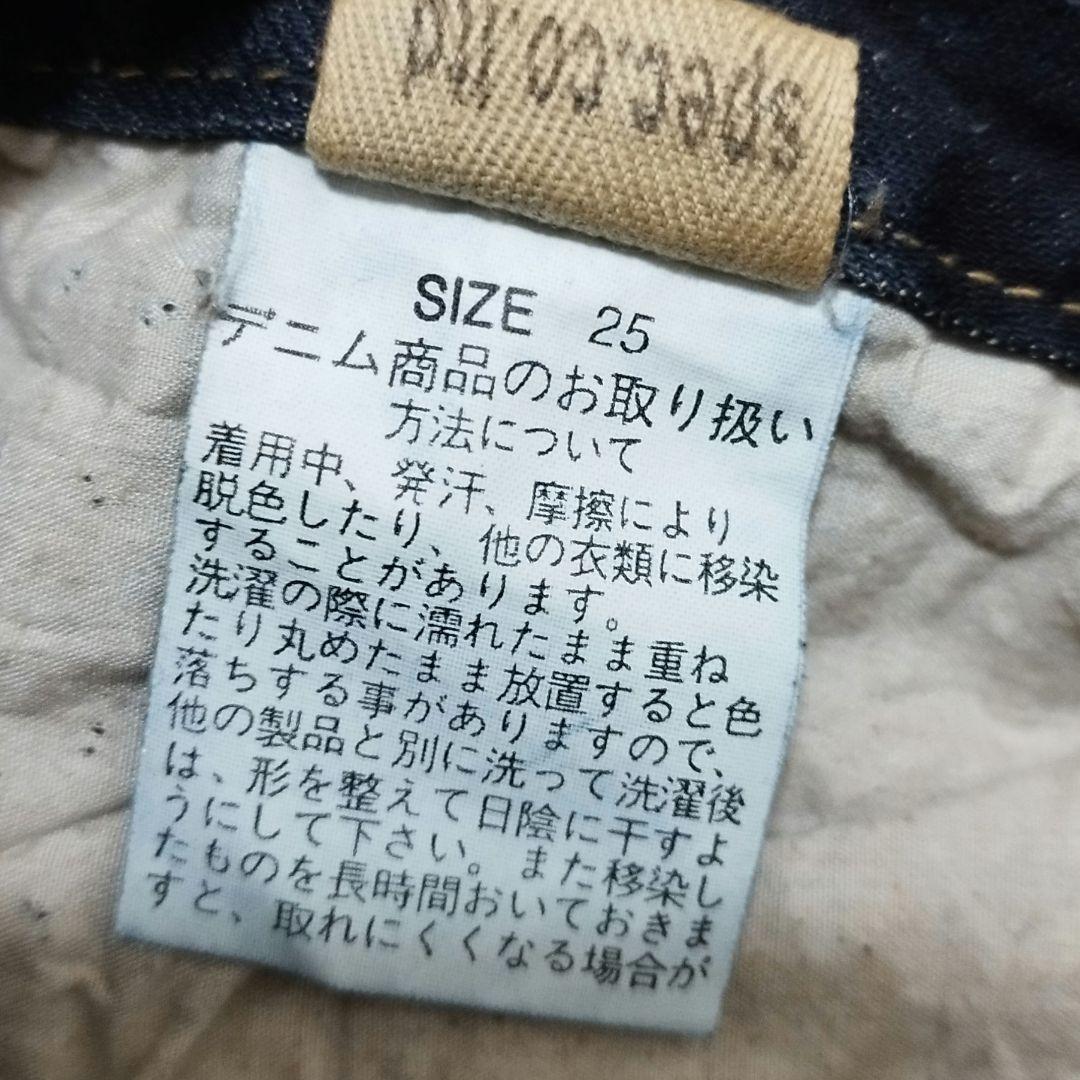 SIZE 25
デニム商品のお取り扱い
方法について
着用中、発汗、摩擦により
脱色したり、他の衣類に移染
することがあります。
洗濯の際に濡れたまま重ね
たり丸めたまま放置すると色
落ちする事がありますので、
他の製品と別に洗って洗濯後
は、形を整えて日陰に干すよ
うにして下さい。また移染し
たものを長時間おいておきま
すと、取れにくくなる場合が